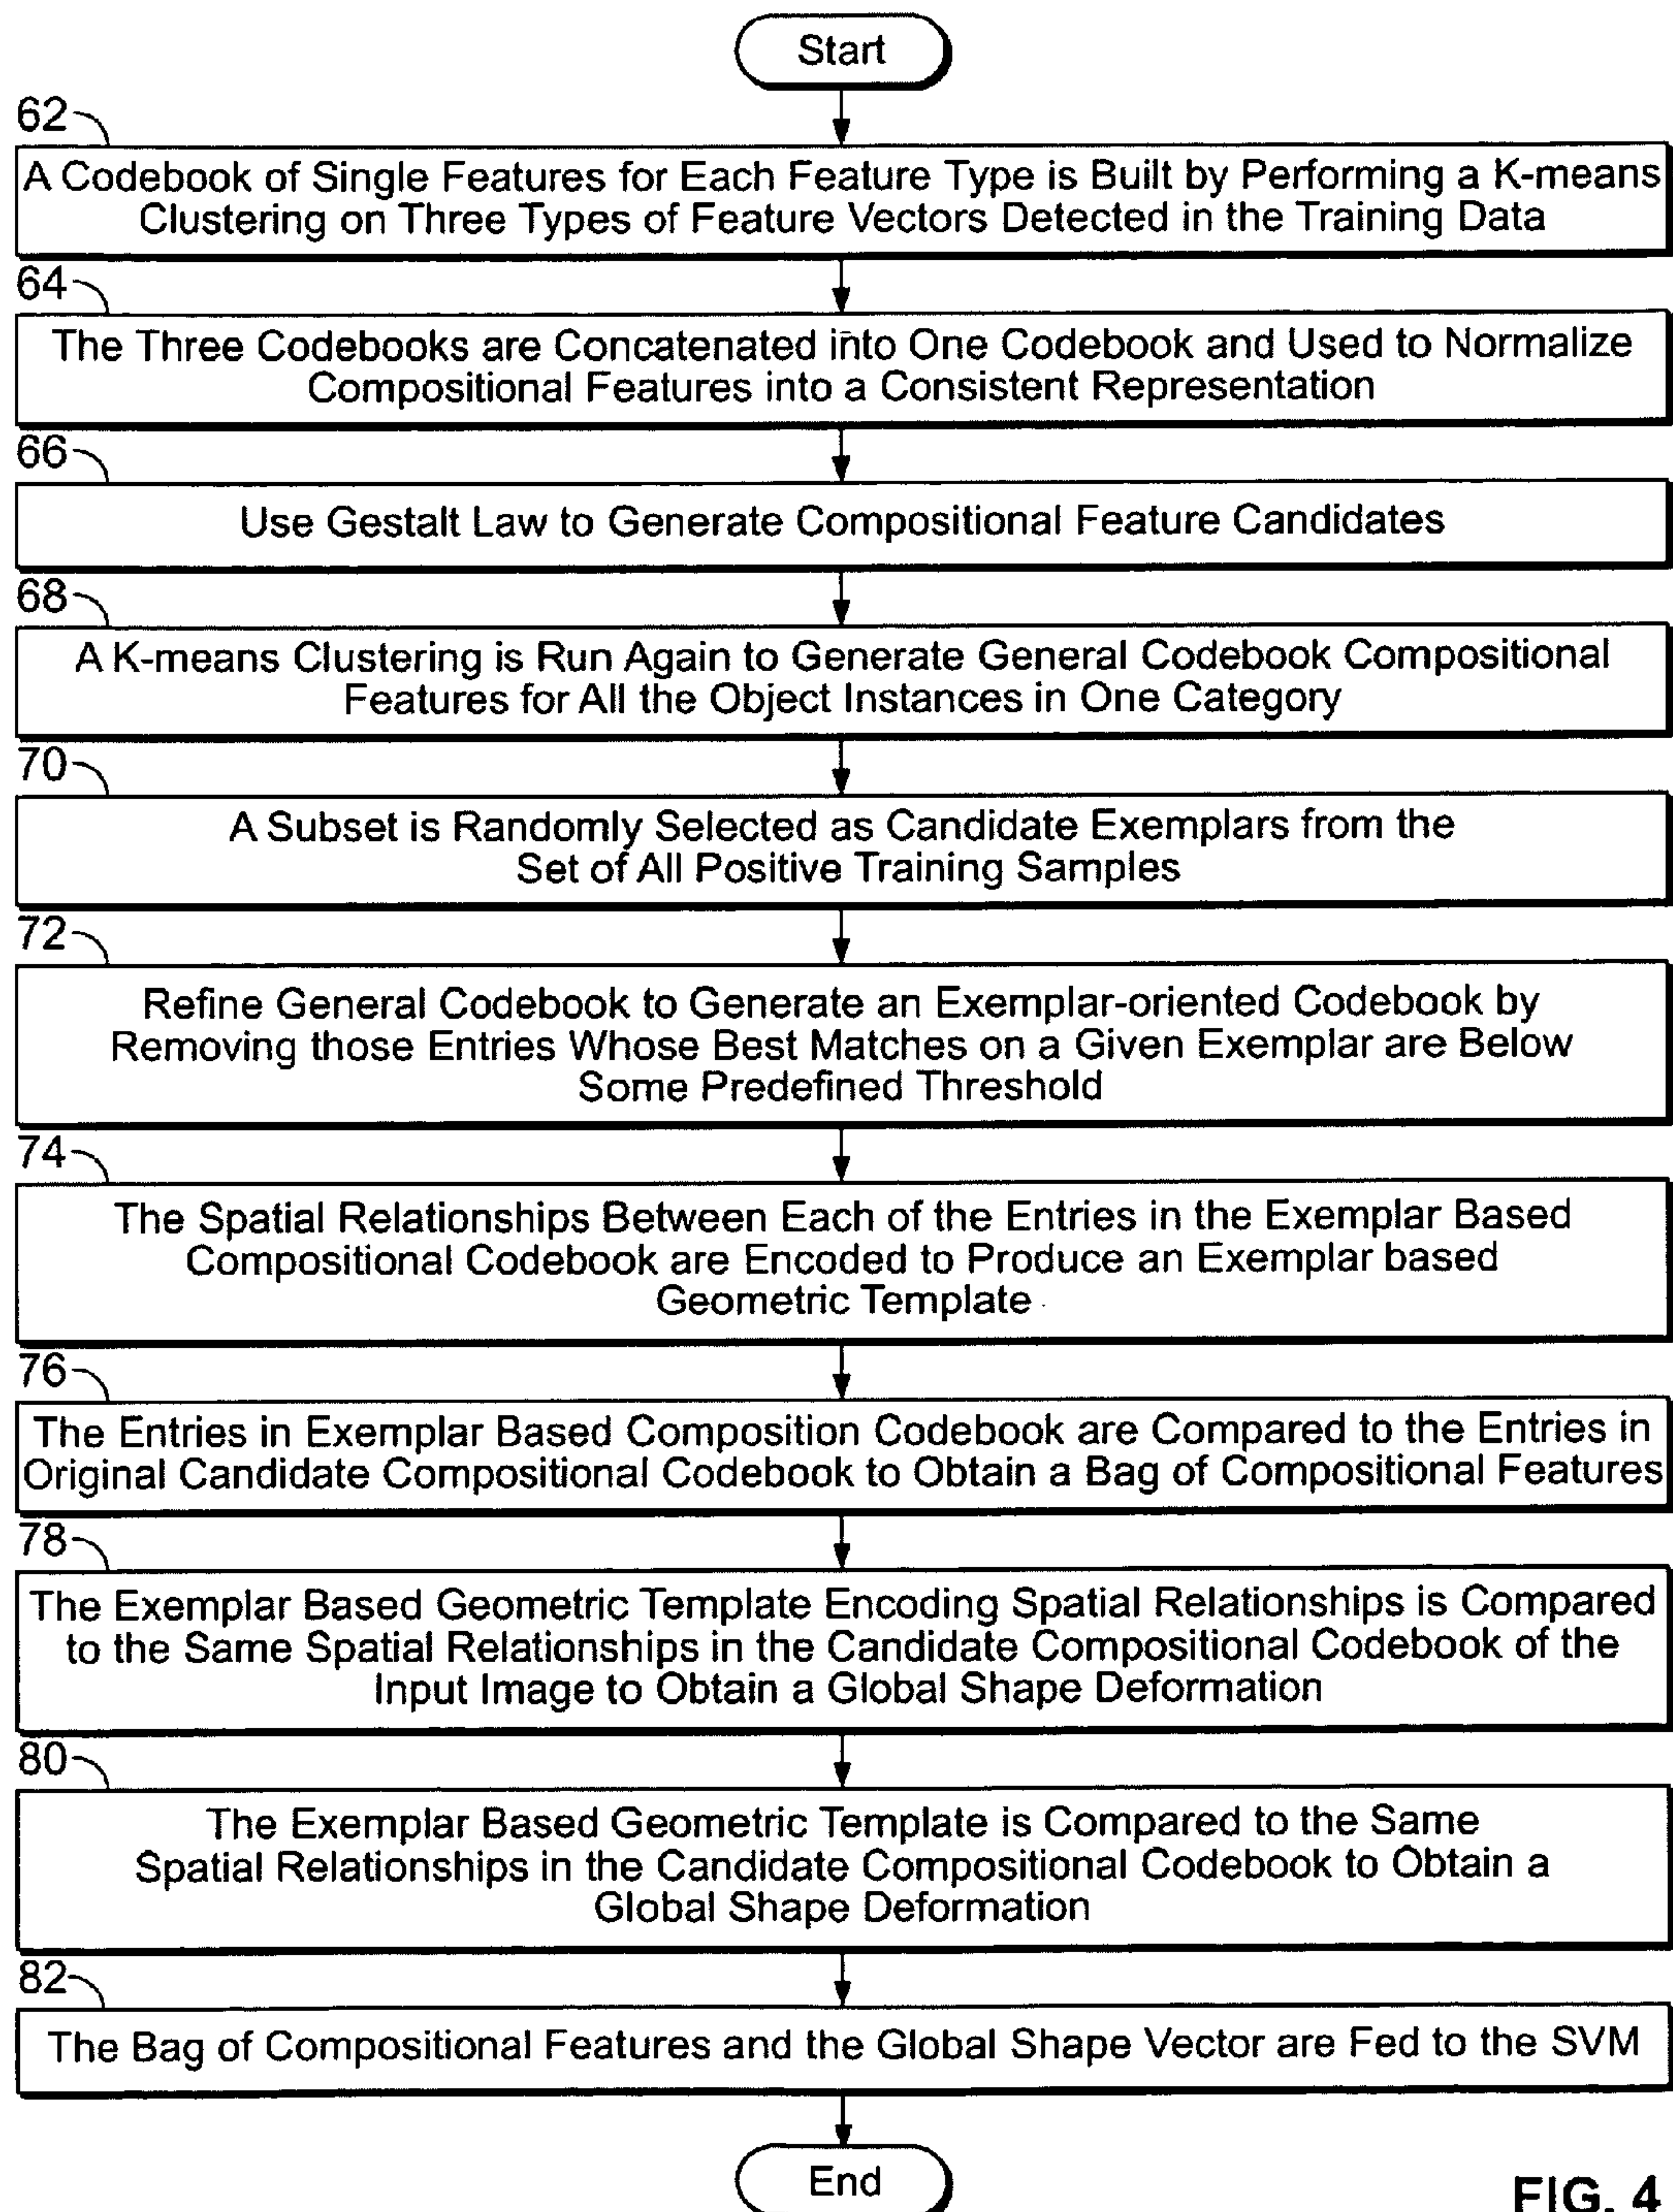 Start
62
A Codebook of Single Features for Each Feature Type is Built by Performing a K-means
Clustering on Three Types of Feature Vectors Detected in the Training Data
64
The Three Codebooks are Concatenated into One Codebook and Used to Normalize
Compositional Features into a Consistent Representation
66
Use Gestalt Law to Generate Compositional Feature Candidates
68
A K-means Clustering is Run Again to Generate General Codebook Compositional
Features for All the Object Instances in One Category
70
A Subset is Randomly Selected as Candidate Exemplars from the
Set of All Positive Training Samples
72
Refine General Codebook to Generate an Exemplar-oriented Codebook by
Removing those Entries Whose Best Matches on a Given Exemplar are Below
Some Predefined Threshold
74
The Spatial Relationships Between Each of the Entries in the Exemplar Based
Compositional Codebook are Encoded to Produce an Exemplar based
Geometric Template
76
The Entries in Exemplar Based Composition Codebook are Compared to the Entries in
Original Candidate Compositional Codebook to Obtain a Bag of Compositional Features
78
The Exemplar Based Geometric Template Encoding Spatial Relationships is Compared
to the Same Spatial Relationships in the Candidate Compositional Codebook of the
Input Image to Obtain a Global Shape Deformation
80
The Exemplar Based Geometric Template is Compared to the Same
Spatial Relationships in the Candidate Compositional Codebook to Obtain a
Global Shape Deformation
82
The Bag of Compositional Features and the Global Shape Vector are Fed to the SVM
End
FIG. 4